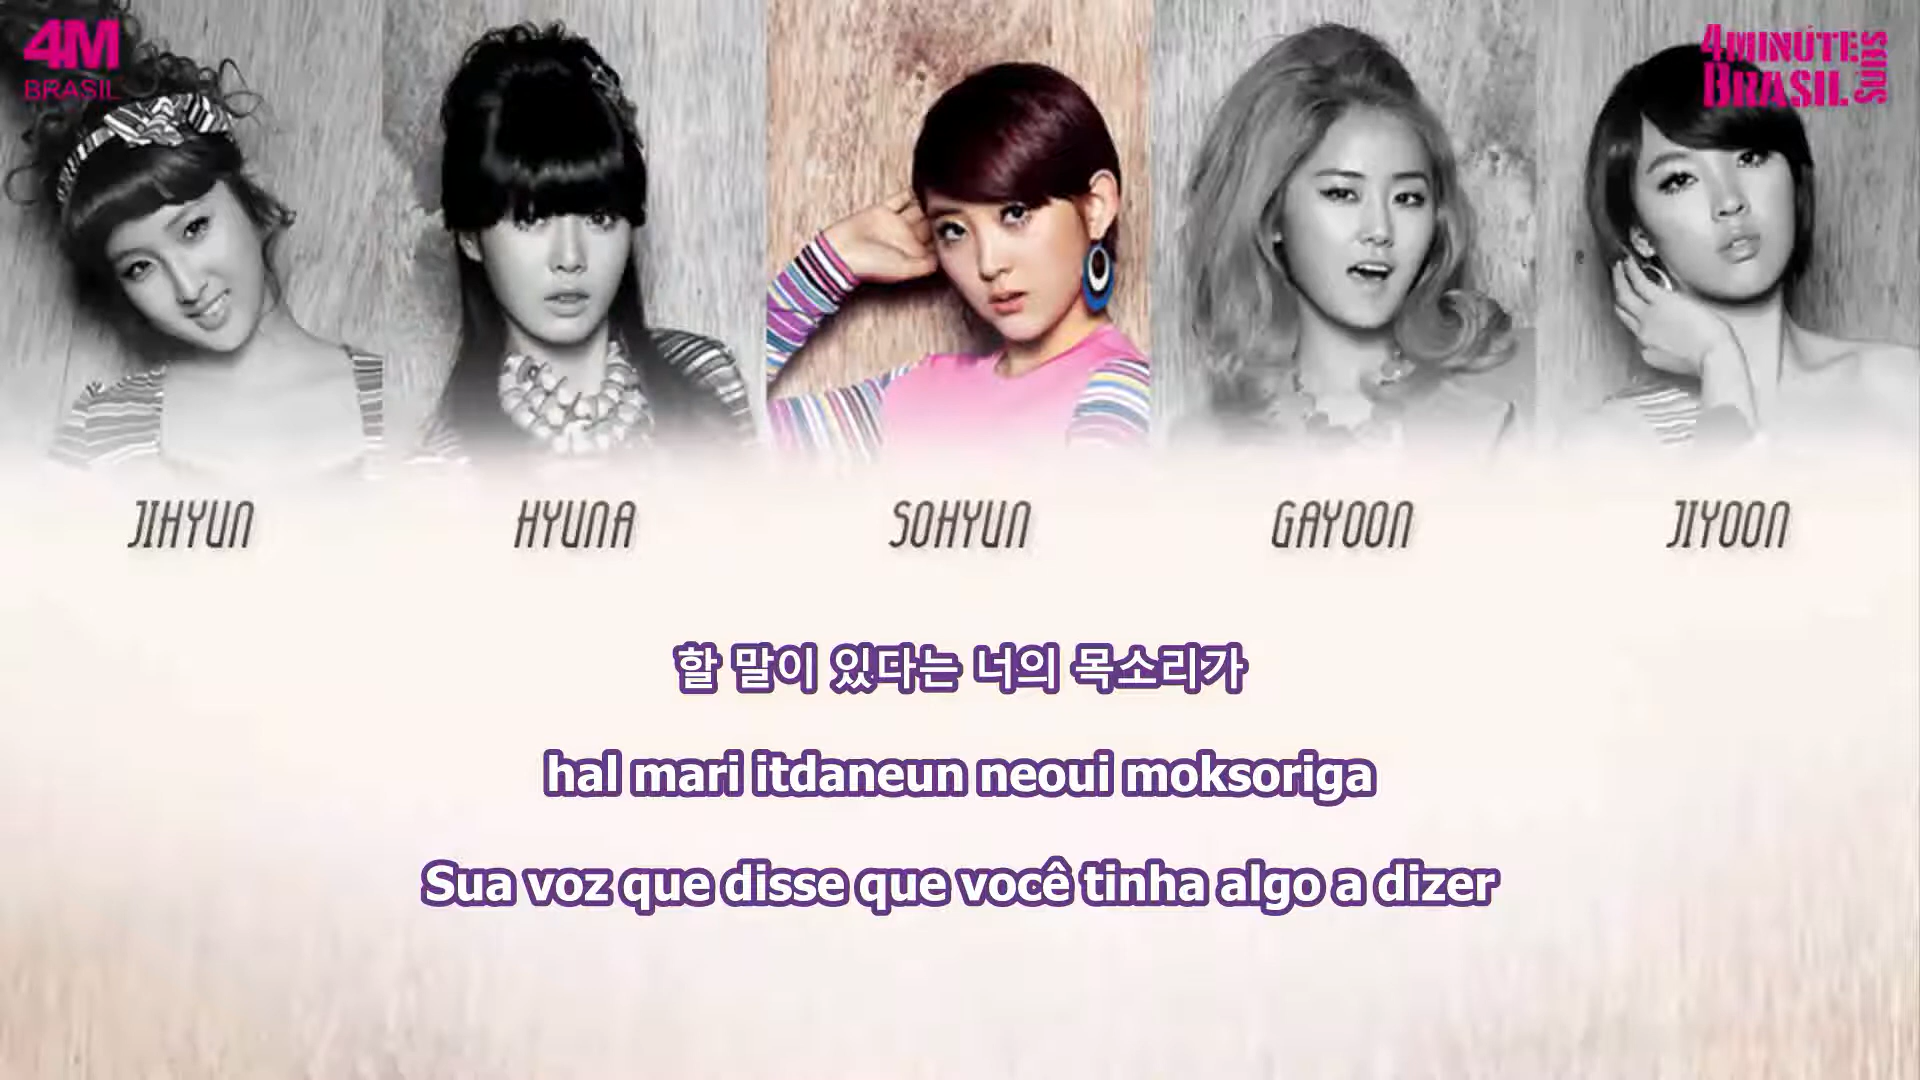 4M
BRASIL
4MINUTE
BRASIL
SUBS
JIHYUN
HYUNA
SOHYUN
GAYOON
JIYOON
할 말이 있다는 너의 목소리가
hal mari itdaneun neoui moksoriga
Sua voz que disse que você tinha algo a dizer